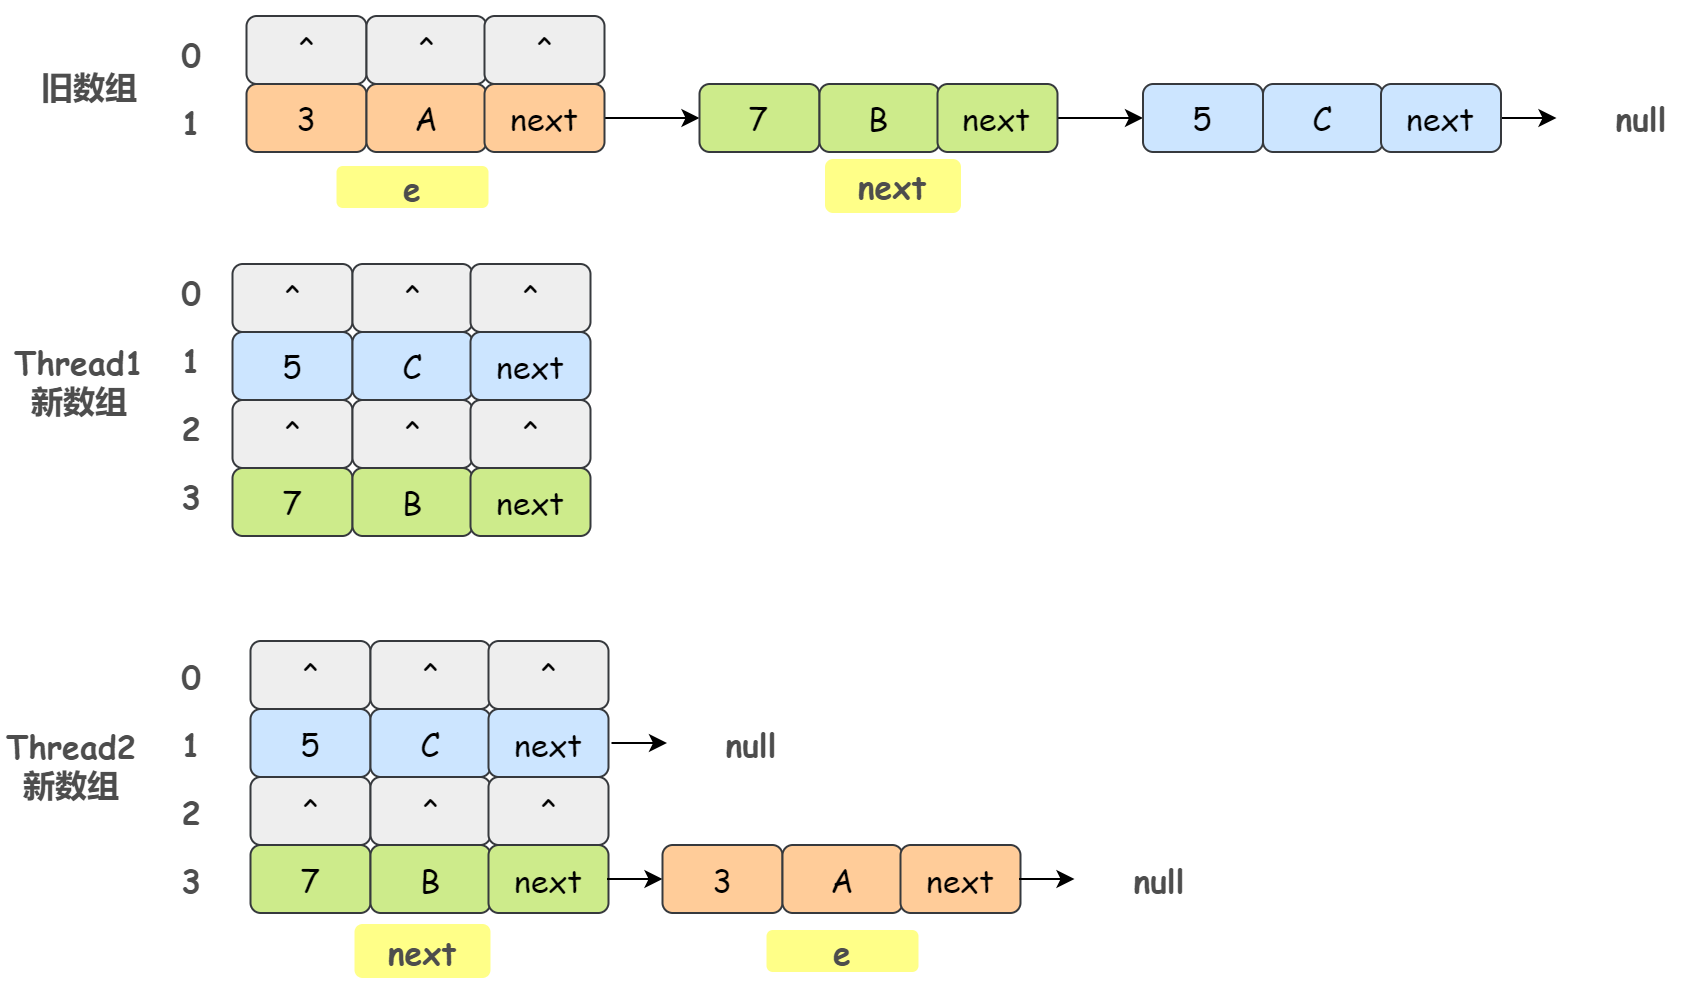 旧数组
0
^ ^ ^
1
3 A next 7 B next 5 C next null
e next
Thread1
新数组
0
^ ^ ^
1
5 C next
2
^ ^ ^
3
7 B next
Thread2
新数组
0
^ ^ ^
1
5 C next null
2
^ ^ ^
3
7 B next 3 A next null
next e